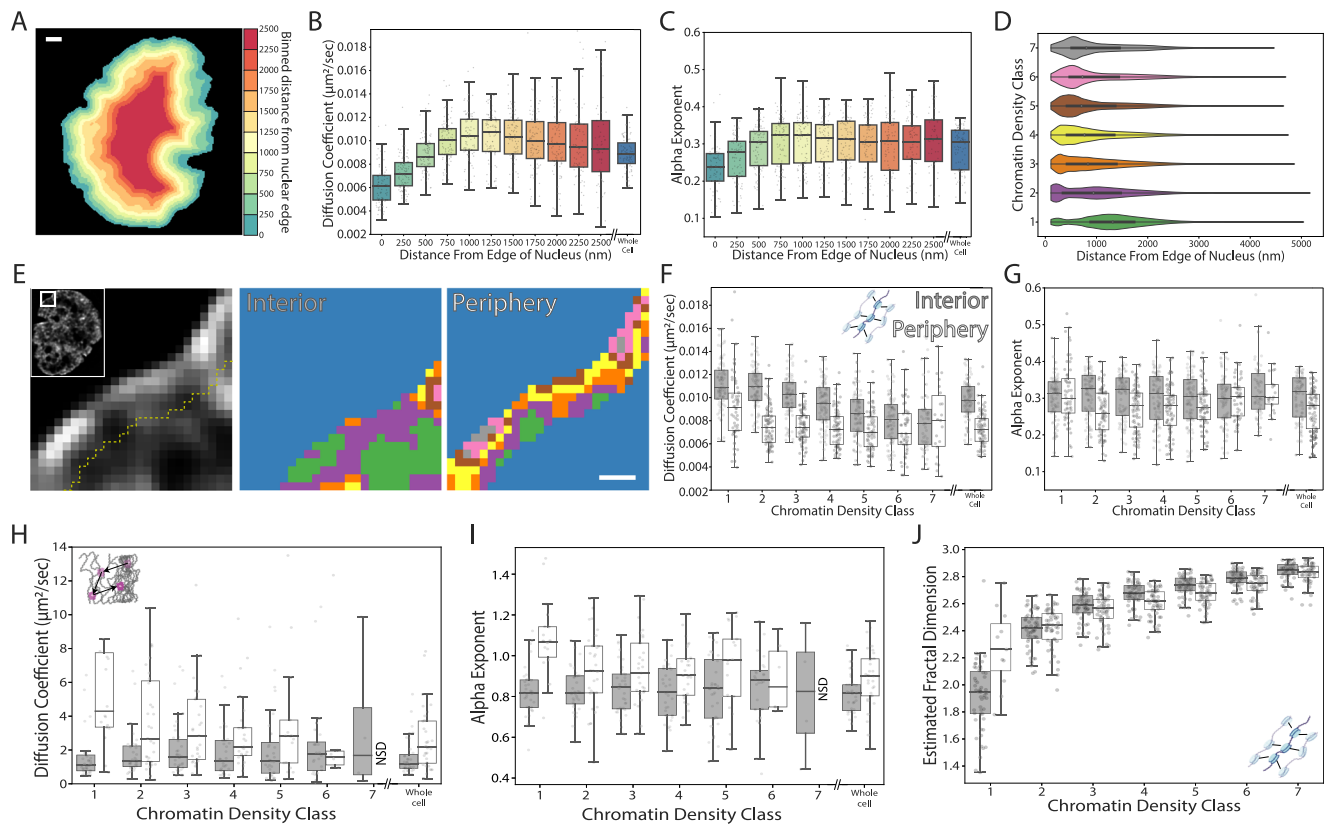 A
2500
2250
2000
1750
1500
1250
1000
750
500
250
0
Binned distance from nuclear edge
B
Diffusion Coefficient (μm²/sec)
0.018
0.016
0.014
0.012
0.010
0.008
0.006
0.004
0.002
0 250 500 750 1000 1250 1500 1750 2000 2250 2500 Whole Cell
Distance From Edge of Nucleus (nm)
C
Alpha Exponent
0.6
0.5
0.4
0.3
0.2
0.1
0 250 500 750 1000 1250 1500 1750 2000 2250 2500 Whole Cell
Distance From Edge of Nucleus (nm)
D
Chromatin Density Class
7
6
5
4
3
2
1
0 1000 2000 3000 4000 5000
Distance From Edge of Nucleus (nm)
E
Interior
Periphery
F
Interior
Periphery
Diffusion Coefficient (μm²/sec)
0.018
0.016
0.014
0.012
0.010
0.008
0.006
0.004
0.002
1 2 3 4 5 6 7 Whole Cell
Chromatin Density Class
G
Alpha Exponent
0.6
0.5
0.4
0.3
0.2
0.1
1 2 3 4 5 6 7 Whole Cell
Chromatin Density Class
H
Diffusion Coefficient (μm²/sec)
14
12
10
8
6
4
2
0
NSD
1 2 3 4 5 6 7 Whole cell
Chromatin Density Class
I
Alpha Exponent
1.4
1.2
1.0
0.8
0.6
0.4
NSD
1 2 3 4 5 6 7 Whole cell
Chromatin Density Class
J
Estimated Fractal Dimension
3.0
2.8
2.6
2.4
2.2
2.0
1.8
1.6
1.4
1 2 3 4 5 6 7
Chromatin Density Class